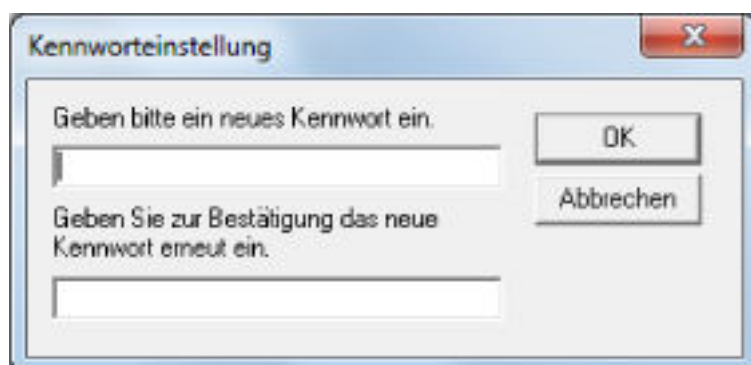 Kennworteinstellung
Geben bitte ein neues Kennwort ein.
OK
Abbrechen
Geben Sie zur Bestätigung das neue
Kennwort erneut ein.